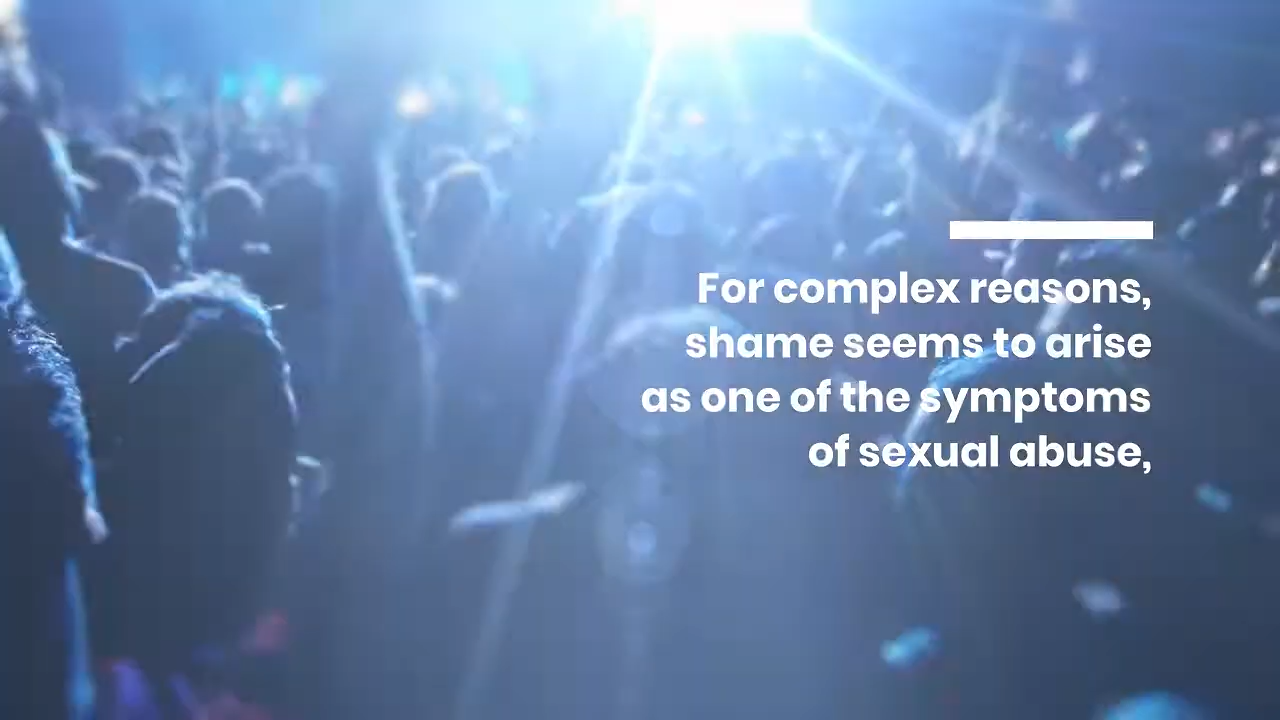 For complex reasons,
shame seems to arise
as one of the symptoms
of sexual abuse,